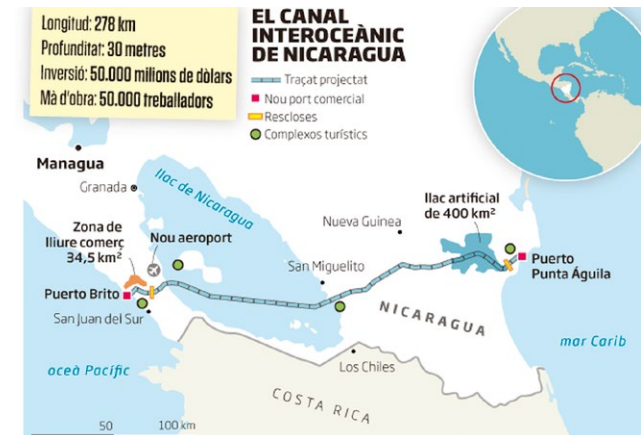 Longitud: 278 km
Profunditat: 30 metres
Inversió: 50.000 milions de dòlars
Mà d'obra: 50.000 treballadors
EL CANAL
INTEROCEÀNIC
DE NICARAGUA
Traçat projectat
Nou port comercial
Rescloses
Complexos turístics
Managua
Granada
llac de Nicaragua
Zona de
lliure comerç
34,5 km²
Nou aeroport
Nueva Guinea
llac artificial
de 400 km²
San Miguelito
Puerto
Punta Águila
Puerto Brito
San Juan del Sur
NICARAGUA
mar Carib
oceà Pacífic
Los Chiles
COSTA RICA
50
100 km